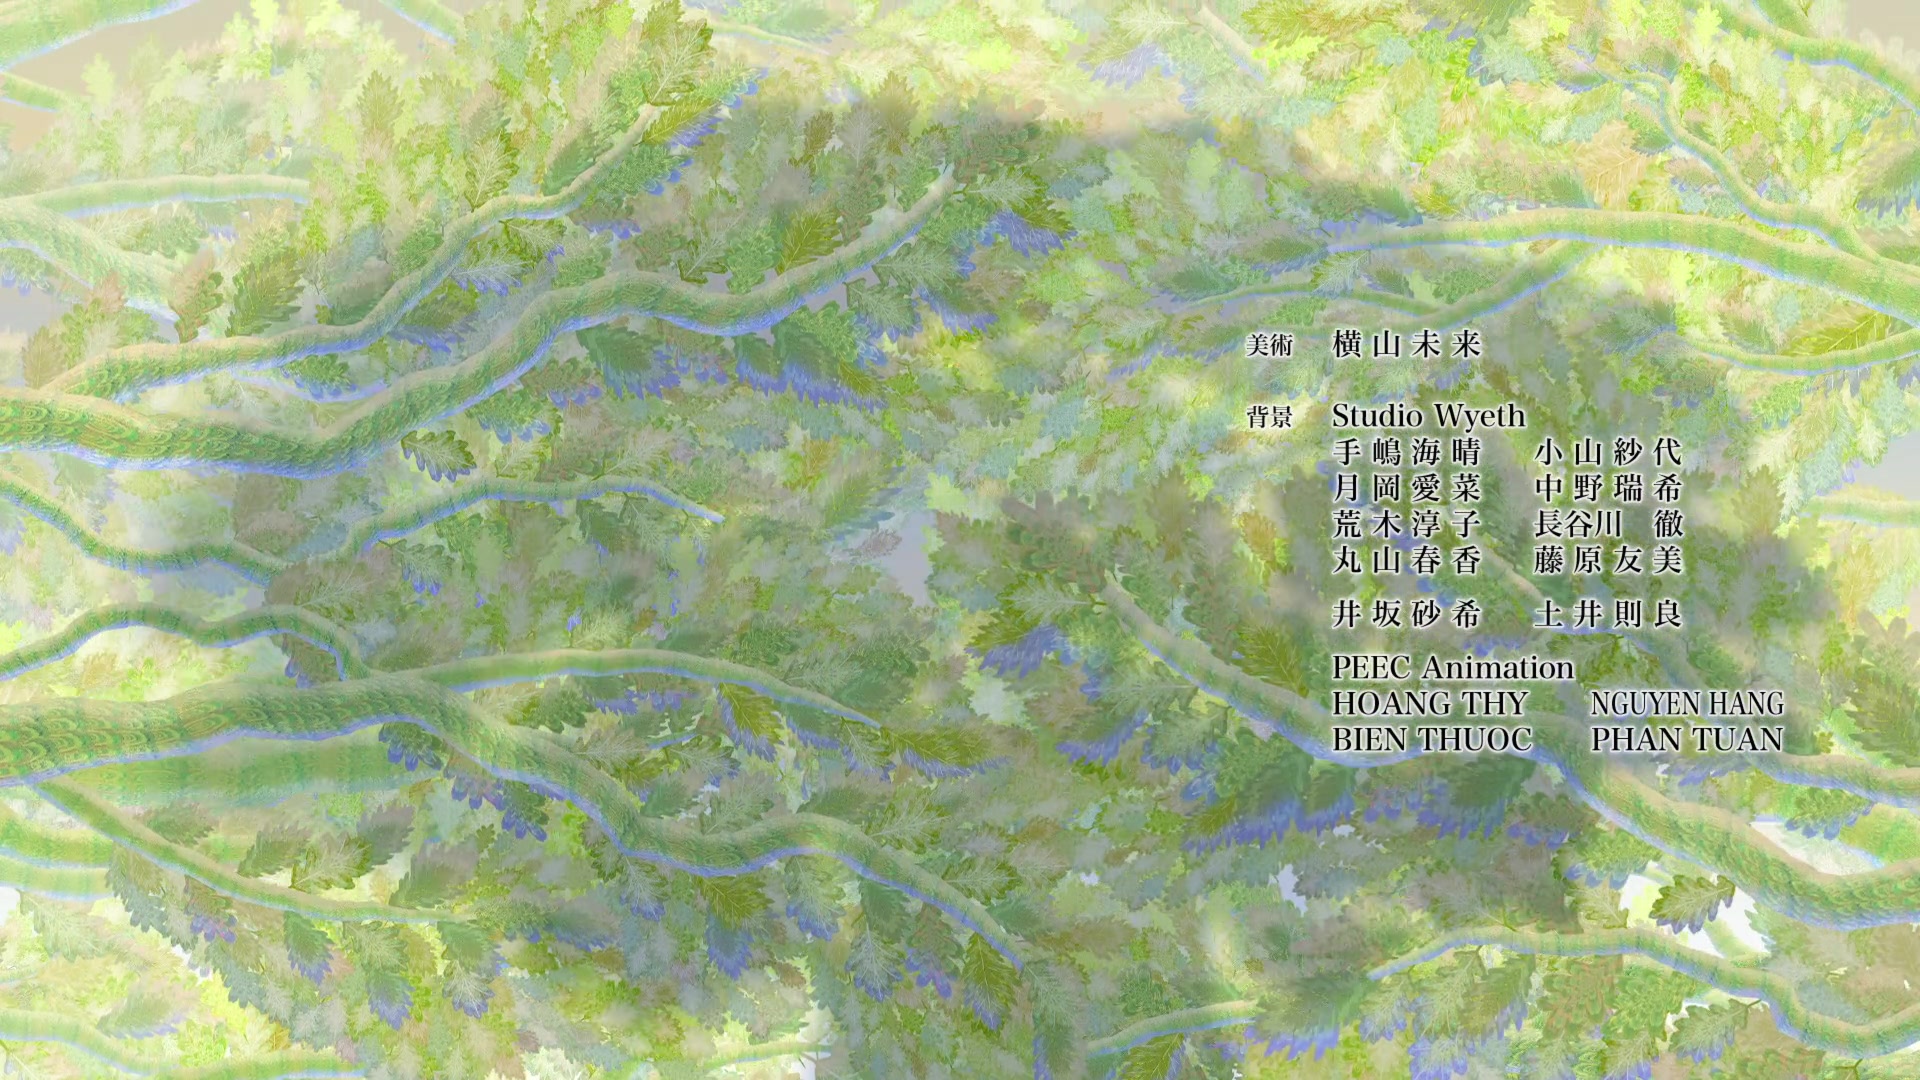 美術 横山未来
背景 Studio Wyeth
手嶋海晴 小山紗代
月岡愛菜 中野瑞希
荒木淳子 長谷川 徹
丸山春香 藤原友美
井坂砂希 土井則良
PEEC Animation
HOANG THY NGUYEN HANG
BIEN THUOC PHAN TUAN